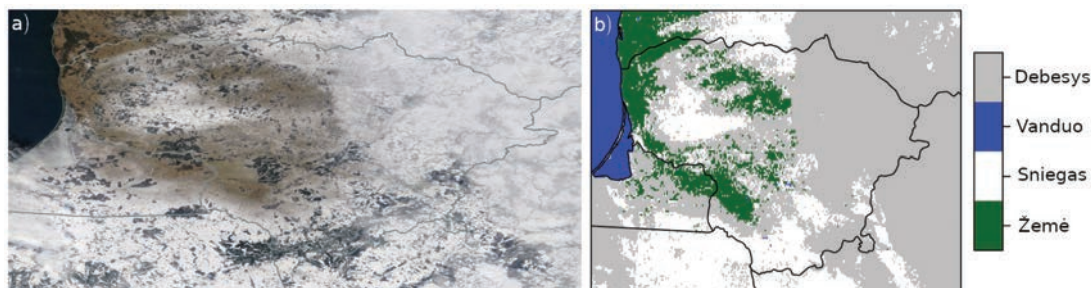 a)
b)
Debesys
Vanduo
Sniegas
Žemė